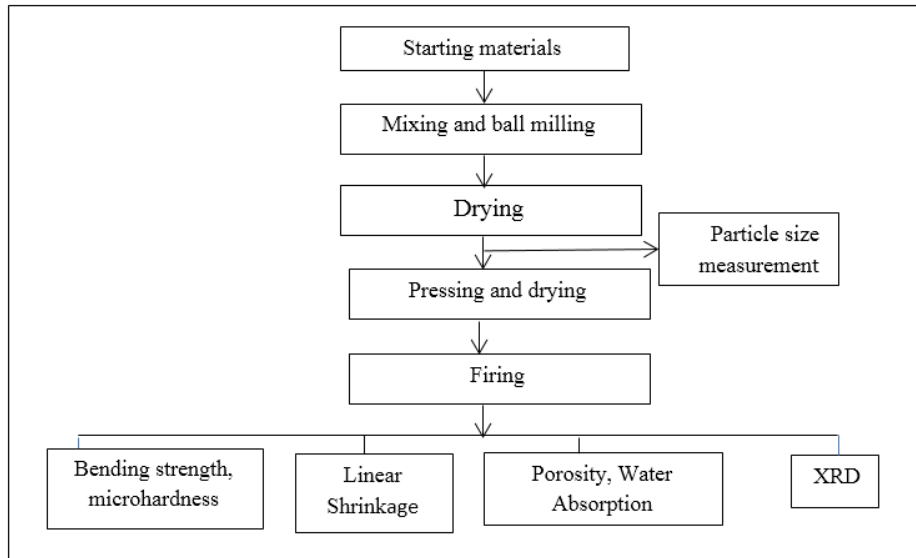 Starting materials
Mixing and ball milling
Drying
Particle size
measurement
Pressing and drying
Firing
Bending strength,
microhardness
Linear
Shrinkage
Porosity, Water
Absorption
XRD